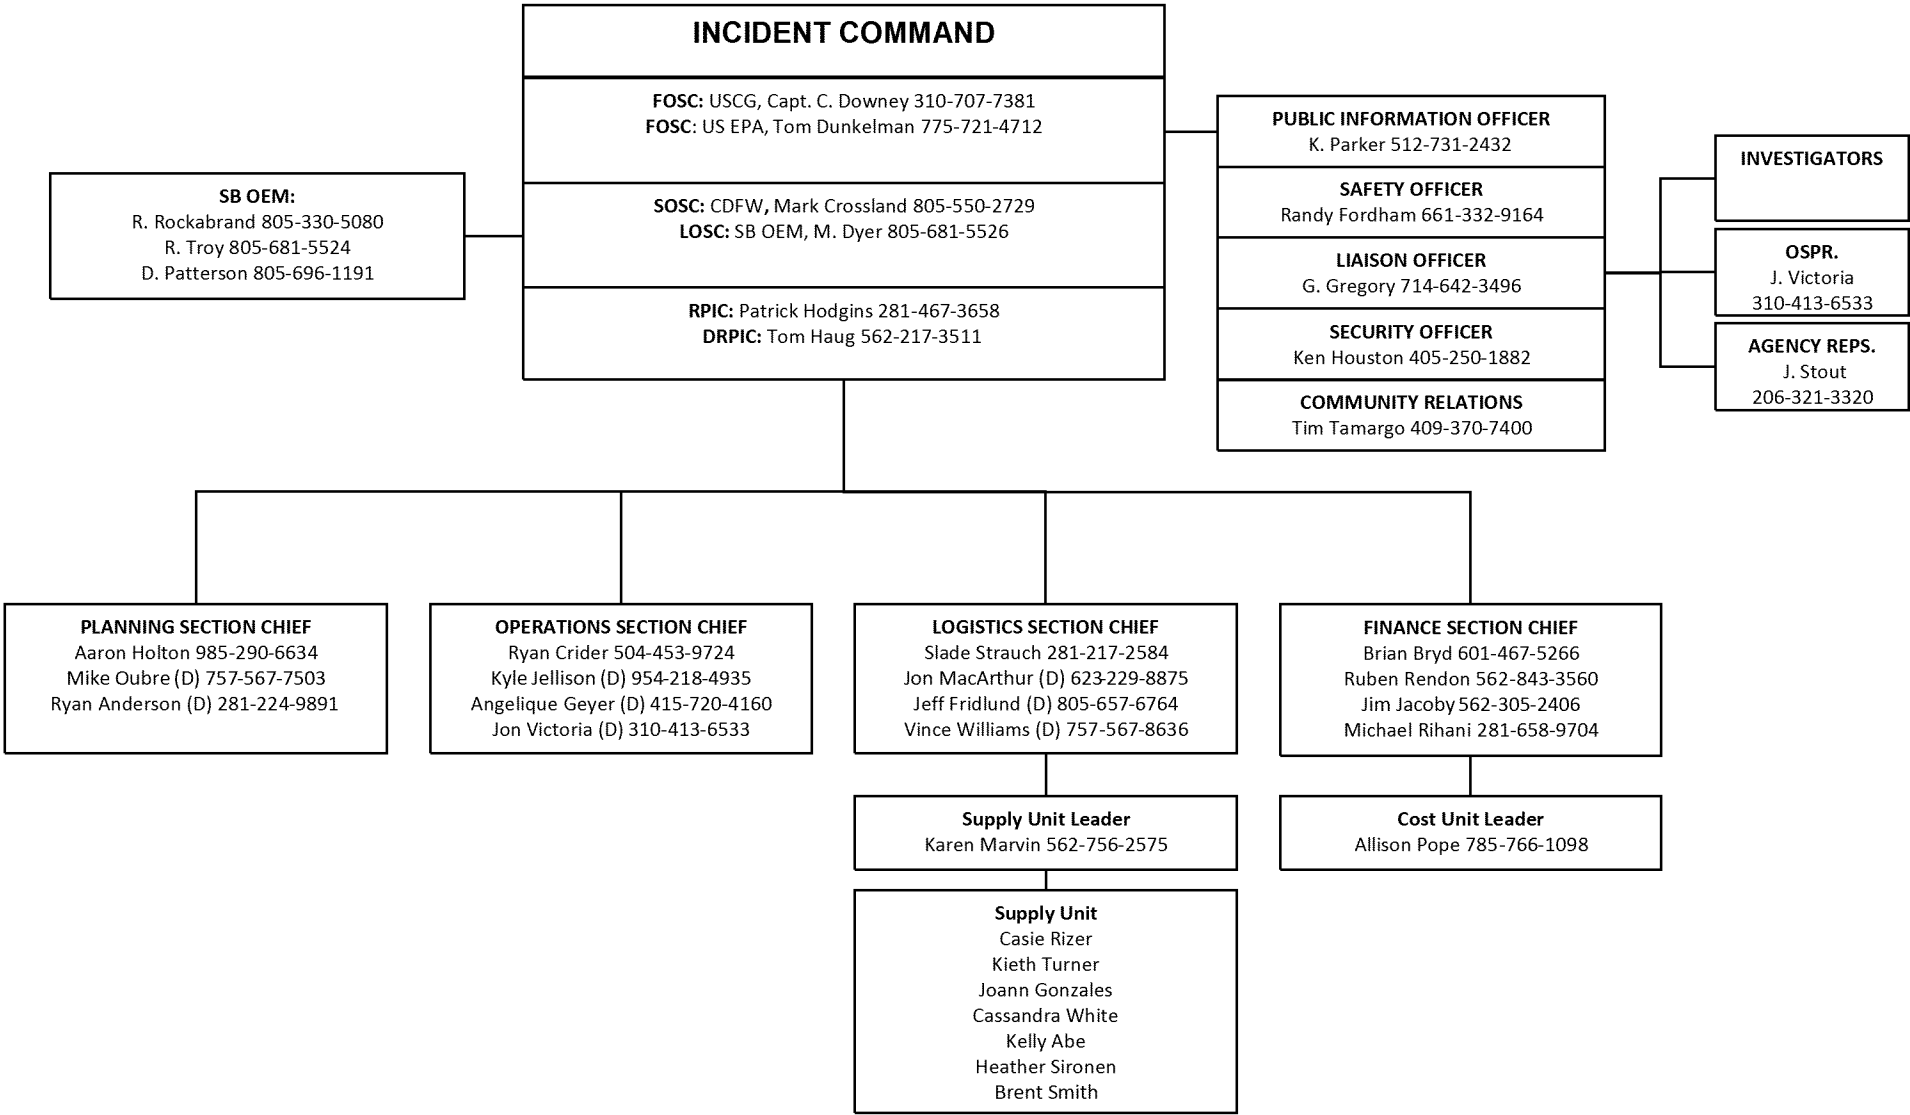 INCIDENT COMMAND
FOSC: USCG, Capt. C. Downey 310-707-7381
FOSC: US EPA, Tom Dunkelman 775-721-4712
SOSC: CDFW, Mark Crossland 805-550-2729
LOSC: SB OEM, M. Dyer 805-681-5526
RPIC: Patrick Hodgins 281-467-3658
DRPIC: Tom Haug 562-217-3511
SB OEM:
R. Rockabrand 805-330-5080
R. Troy 805-681-5524
D. Patterson 805-696-1191
PUBLIC INFORMATION OFFICER
K. Parker 512-731-2432
SAFETY OFFICER
Randy Fordham 661-332-9164
LIAISON OFFICER
G. Gregory 714-642-3496
SECURITY OFFICER
Ken Houston 405-250-1882
COMMUNITY RELATIONS
Tim Tamargo 409-370-7400
INVESTIGATORS
OSPR.
J. Victoria
310-413-6533
AGENCY REPS.
J. Stout
206-321-3320
PLANNING SECTION CHIEF
Aaron Holton 985-290-6634
Mike Oubre (D) 757-567-7503
Ryan Anderson (D) 281-224-9891
OPERATIONS SECTION CHIEF
Ryan Crider 504-453-9724
Kyle Jellison (D) 954-218-4935
Angelique Geyer (D) 415-720-4160
Jon Victoria (D) 310-413-6533
LOGISTICS SECTION CHIEF
Slade Strauch 281-217-2584
Jon MacArthur (D) 623-229-8875
Jeff Fridlund (D) 805-657-6764
Vince Williams (D) 757-567-8636
FINANCE SECTION CHIEF
Brian Bryd 601-467-5266
Ruben Rendon 562-843-3560
Jim Jacoby 562-305-2406
Michael Rihani 281-658-9704
Supply Unit Leader
Karen Marvin 562-756-2575
Cost Unit Leader
Allison Pope 785-766-1098
Supply Unit
Casie Rizer
Kieth Turner
Joann Gonzales
Cassandra White
Kelly Abe
Heather Sironen
Brent Smith